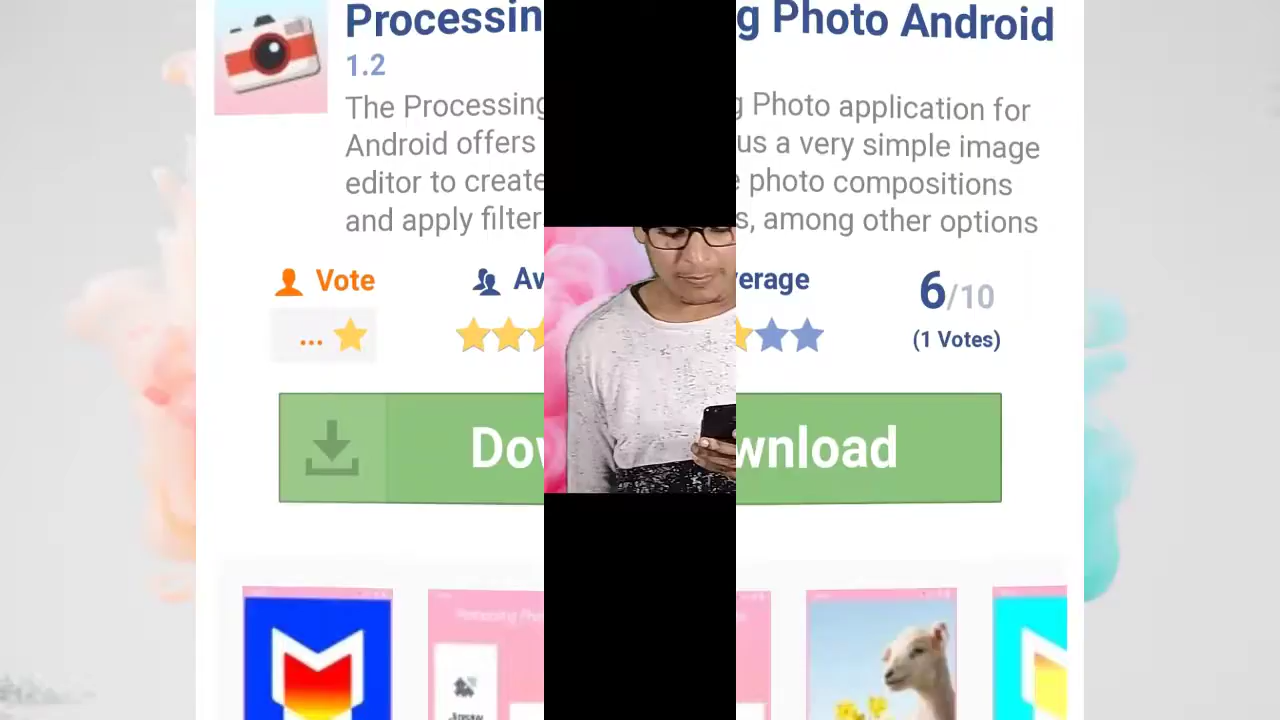 Processin g Photo Android
1.2
The Processing g Photo application for
Android offers us a very simple image
editor to create e photo compositions
and apply filter s, among other options
Vote Av erage 6/10
... (1 Votes)
Dow wnload